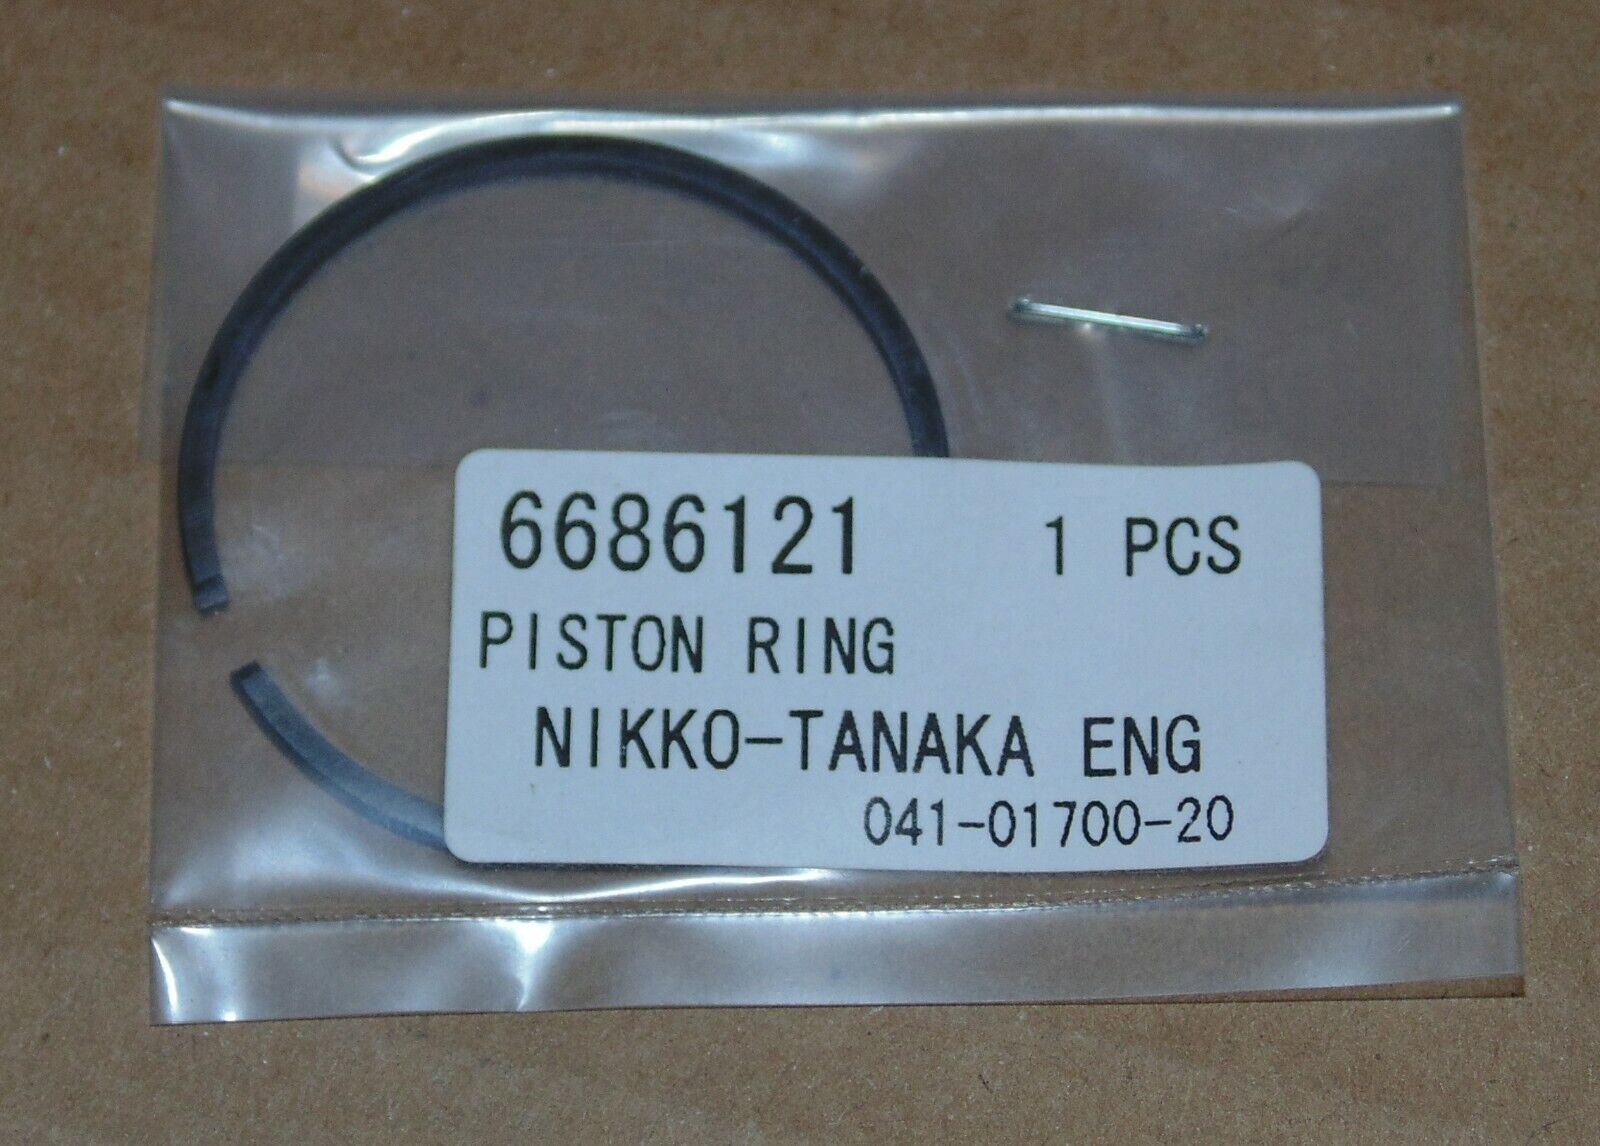 6686121 1 PCS
PISTON RING
NIKKO-TANAKA ENG
041-01700-20